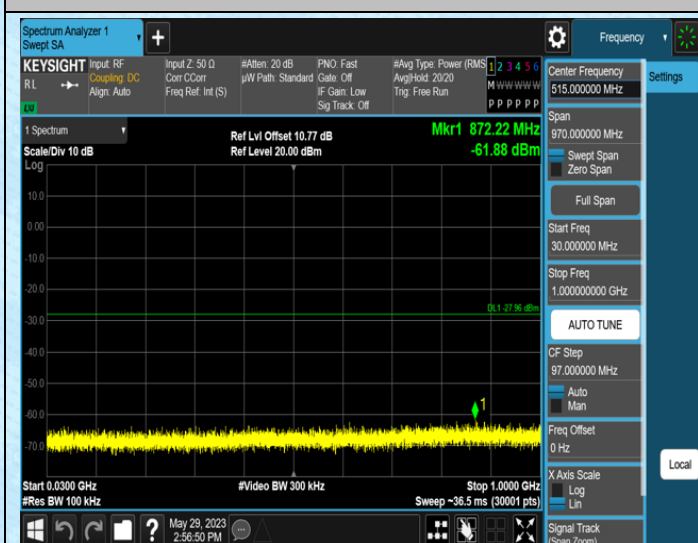 Spectrum Analyzer 1
Swept SA
Frequency
KEYSIGHT
RL
Input: RF
Coupling: DC
Align: Auto
Input Z: 50 Ω
Corr CCorr
Freq Ref: Int (S)
#Atten: 20 dB
µW Path: Standard
PNO: Fast
Gate: Off
IF Gain: Low
Sig Track: Off
#Avg Type: Power (RMS
Avg|Hold: 20/20
Trig: Free Run
1 2 3 4 5 6
M W W W W W
P P P P P P
LW
1 Spectrum
Scale/Div 10 dB
Log
Ref Lvl Offset 10.77 dB
Ref Level 20.00 dBm
Mkr1 872.22 MHz
-61.88 dBm
10.0
0.00
-10.0
-20.0
DL1 -27.96 dBm
-30.0
-40.0
-50.0
1
-60.0
-70.0
Start 0.0300 GHz
#Res BW 100 kHz
#Video BW 300 kHz
Stop 1.0000 GHz
Sweep ~36.5 ms (30001 pts)
May 29, 2023
2:56:50 PM
Center Frequency
515.000000 MHz
Settings
Span
970.000000 MHz
Swept Span
Zero Span
Full Span
Start Freq
30.000000 MHz
Stop Freq
1.000000000 GHz
AUTO TUNE
CF Step
97.000000 MHz
Auto
Man
Freq Offset
0 Hz
X Axis Scale
Log
Lin
Local
Signal Track
(Span Zoom)